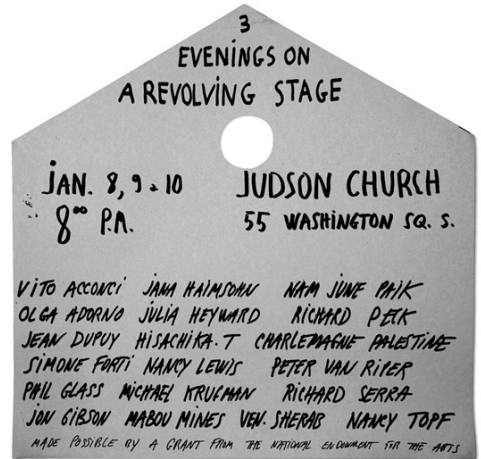 3
EVENINGS ON
A REVOLVING STAGE
JAN. 8, 9 & 10 JUDSON CHURCH
8⁰⁰ P.M. 55 WASHINGTON SQ. S.
VITO ACCONCI JANA HAIMSOHN NAM JUNE PAIK
OLGA ADORNO JULIA HEYWARD RICHARD PECK
JEAN DUPUY HISACHIKA.T CHARLEMAGNE PALESTINE
SIMONE FORTI NANCY LEWIS PETER VAN RIPER
PHIL GLASS MICHAEL KRUGMAN RICHARD SERRA
JON GIBSON MABOU MINES VEN. SHERAB NANCY TOPF
MADE POSSIBLE BY A GRANT FROM THE NATIONAL ENDOWMENT FOR THE ARTS